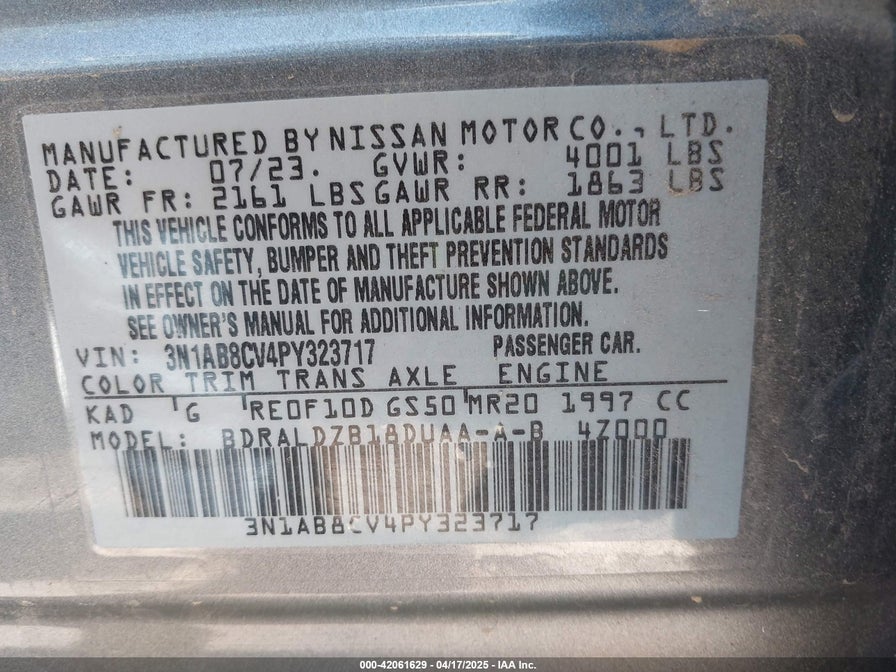 MANUFACTURED BY NISSAN MOTOR CO., LTD.
DATE: 07/23. GVWR: 4001 LBS
GAWR FR: 2161 LBS GAWR RR: 1863 LBS
THIS VEHICLE CONFORMS TO ALL APPLICABLE FEDERAL MOTOR
VEHICLE SAFETY, BUMPER AND THEFT PREVENTION STANDARDS
IN EFFECT ON THE DATE OF MANUFACTURE SHOWN ABOVE.
SEE OWNER'S MANUAL FOR ADDITIONAL INFORMATION.
VIN: 3N1AB8CV4PY323717 PASSENGER CAR.
COLOR TRIM TRANS AXLE ENGINE
KAD G RE0F10D GS50 MR20 1997 CC
MODEL: BDRALDZB18DUAA-A-B 4Z000
3N1AB8CV4PY323717
000-42061629 - 04/17/2025 - IAA Inc.